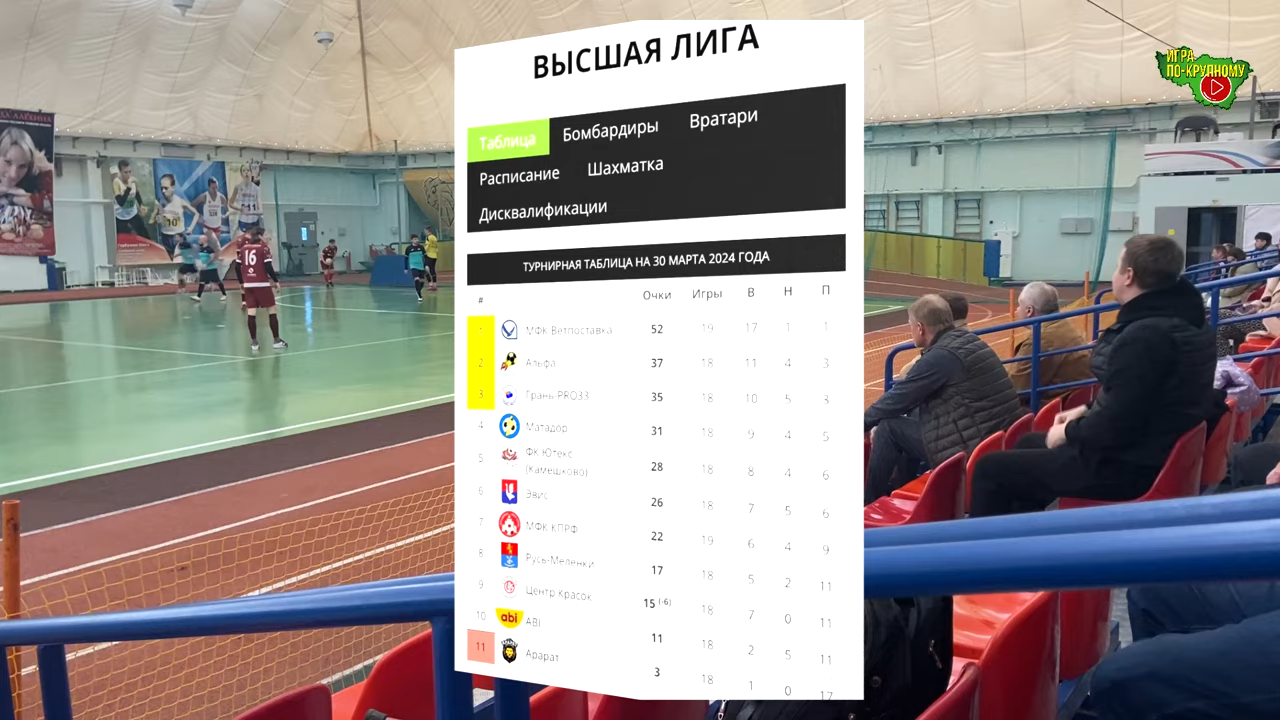 ВЫСШАЯ ЛИГА
ИГРА
ПО-КРУПНОМУ
Таблица Бомбардиры Вратари
Расписание Шахматка
Дисквалификации
ТУРНИРНАЯ ТАБЛИЦА НА 30 МАРТА 2024 ГОДА
# Очки Игры В Н П
1 МФК Ветпоставка 52 19 17 1 1
2 Альфа 37 18 11 4 3
3 Грань-PRO33 35 18 10 5 3
4 Матадор 31 18 9 4 5
5 ФК Ютекс
(Камешково) 28 18 8 4 6
6 Эвис 26 18 7 5 6
7 МФК КПРФ 22 19 6 4 9
8 Русь-Меленки 17 18 5 2 11
9 Центр Красок 15 (-6) 18 7 0 11
10 abi ABI 11 18 2 5 11
11 Арарат 3 18 1 0 17
16
10